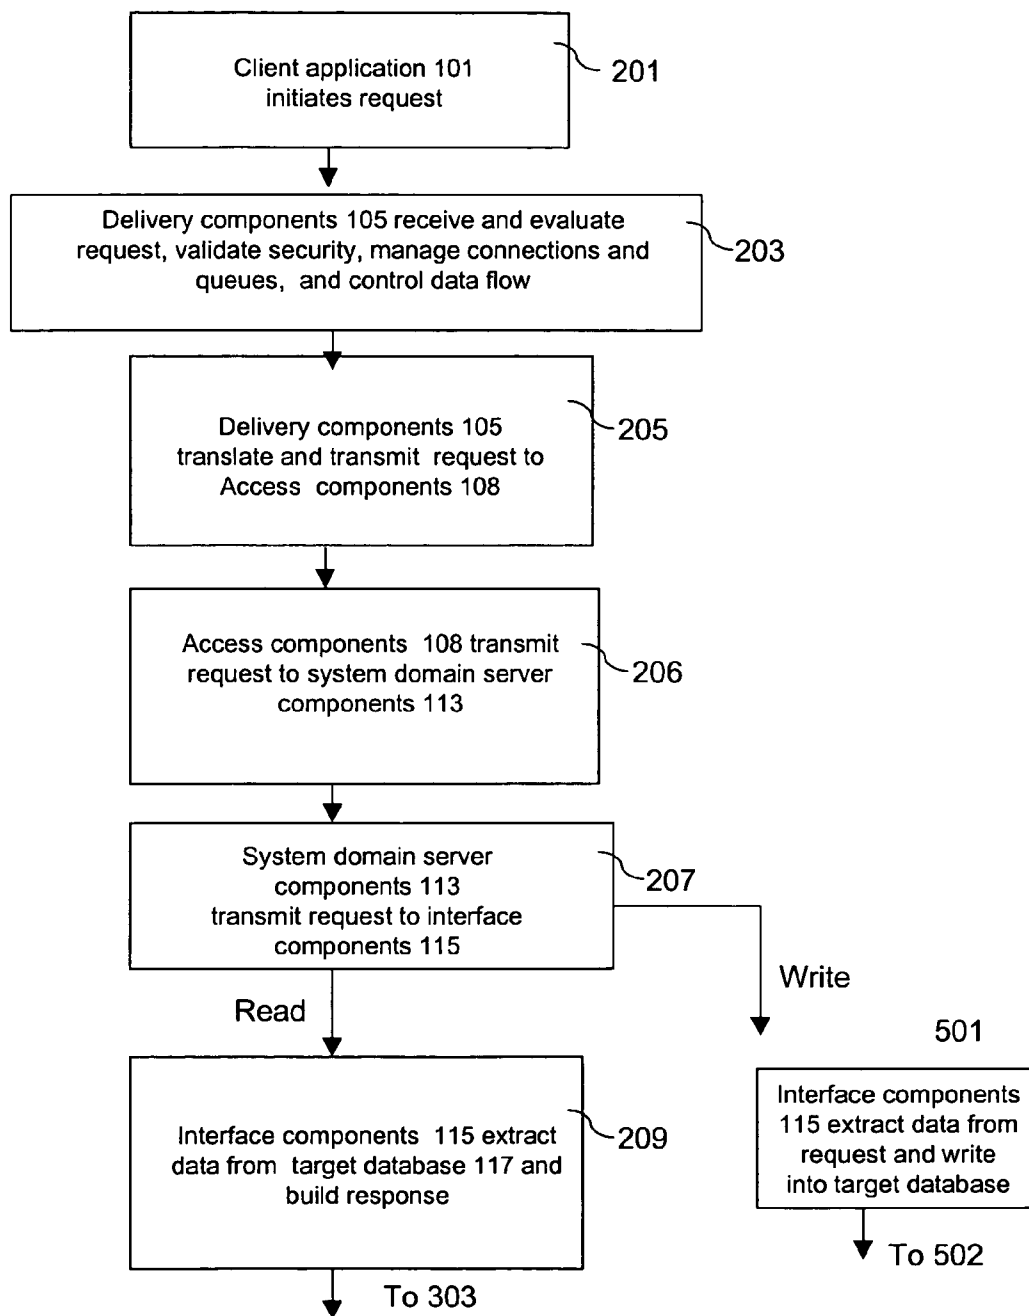 Client application 101
initiates request
201
Delivery components 105 receive and evaluate
request, validate security, manage connections and
queues, and control data flow
203
Delivery components 105
translate and transmit request to
Access components 108
205
Access components 108 transmit
request to system domain server
components 113
206
System domain server
components 113
transmit request to interface
components 115
207
Read
Write
Interface components 115 extract
data from target database 117 and
build response
209
To 303
501
Interface components
115 extract data from
request and write
into target database
To 502